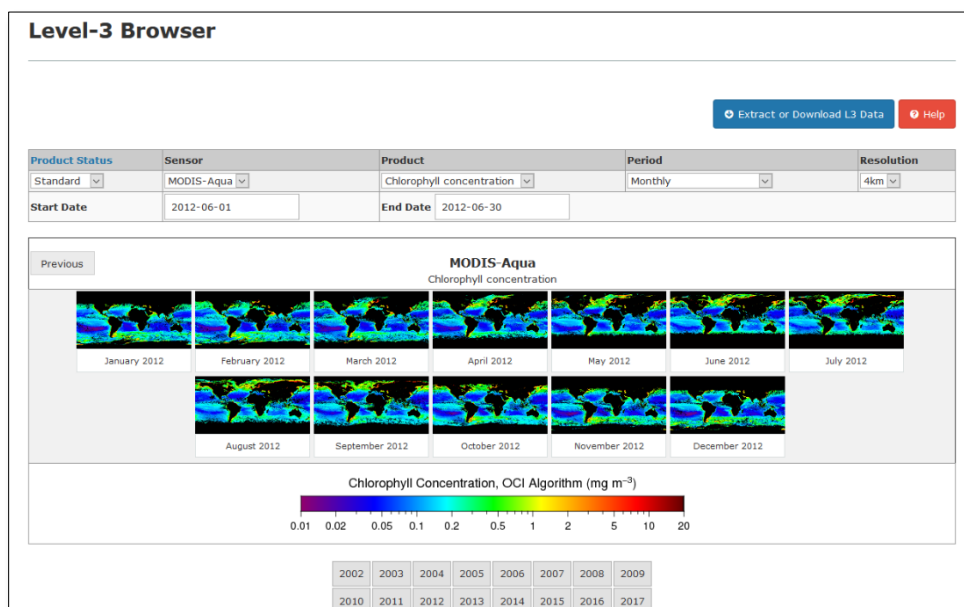 Level-3 Browser
Extract or Download L3 Data Help
Product Status Sensor Product Period Resolution
Standard MODIS-Aqua Chlorophyll concentration Monthly 4km
Start Date 2012-06-01 End Date 2012-06-30
Previous
MODIS-Aqua
Chlorophyll concentration
January 2012 February 2012 March 2012 April 2012 May 2012 June 2012 July 2012
August 2012 September 2012 October 2012 November 2012 December 2012
Chlorophyll Concentration, OCI Algorithm (mg m⁻³)
0.01 0.02 0.05 0.1 0.2 0.5 1 2 5 10 20
2002 2003 2004 2005 2006 2007 2008 2009
2010 2011 2012 2013 2014 2015 2016 2017